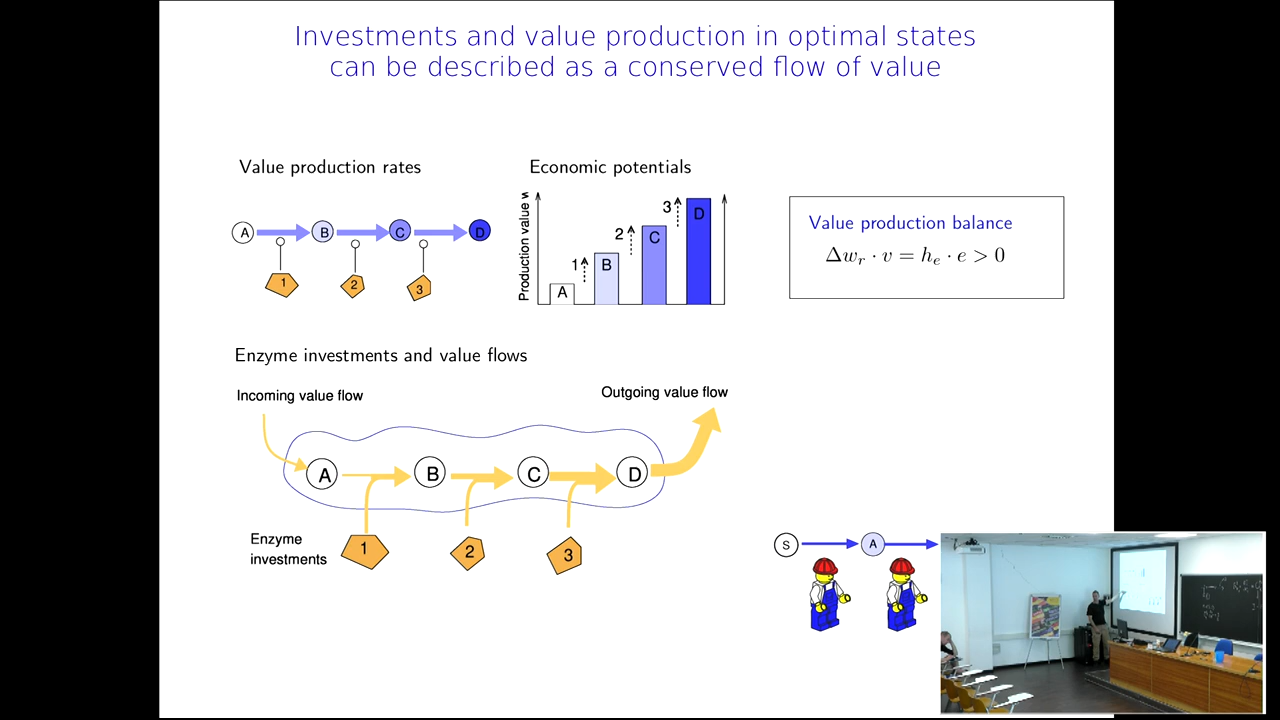 Investments and value production in optimal states
can be described as a conserved flow of value
Value production rates
Economic potentials
A
B
C
D
1
2
3
Production value w
A
1
B
2
C
3
D
Value production balance
Δw_r · v = h_e · e > 0
Enzyme investments and value flows
Incoming value flow
Outgoing value flow
A
B
C
D
Enzyme
investments
1
2
3
S
A